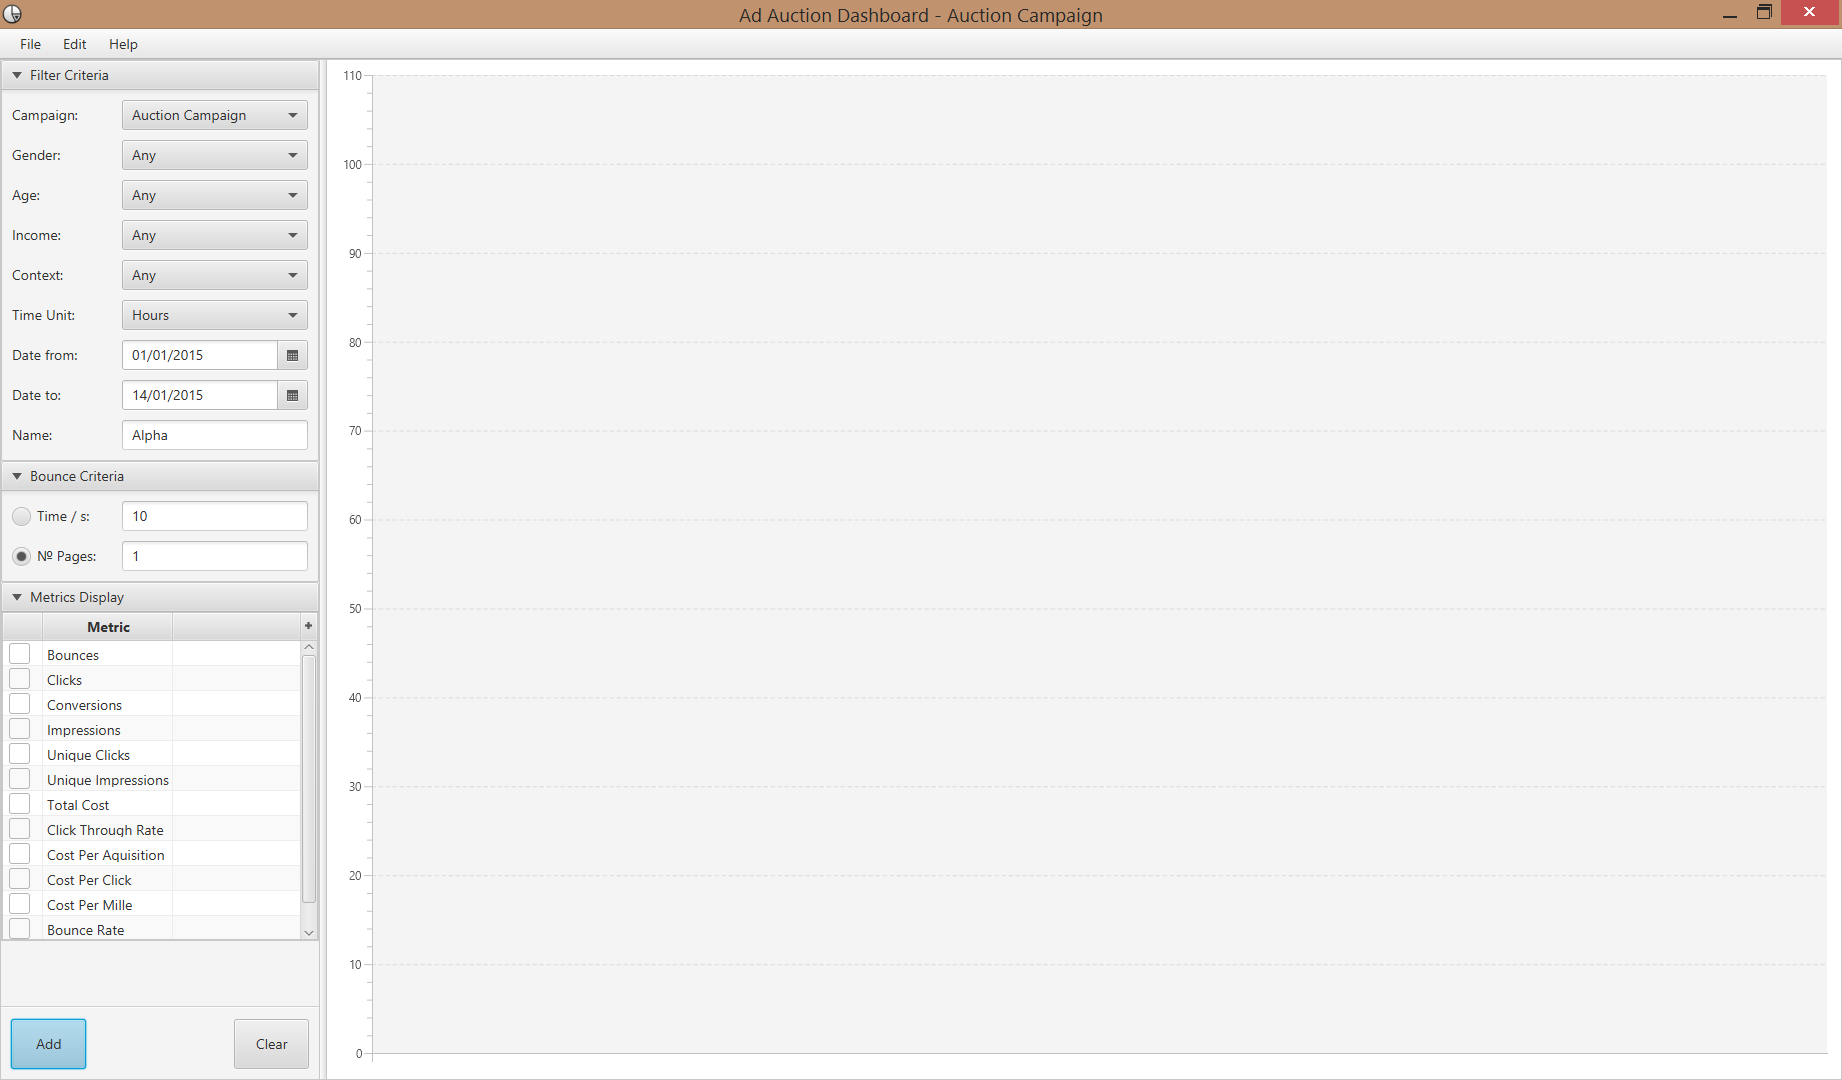 Ad Auction Dashboard - Auction Campaign
File Edit Help
Filter Criteria
Campaign: Auction Campaign
Gender: Any
Age: Any
Income: Any
Context: Any
Time Unit: Hours
Date from: 01/01/2015
Date to: 14/01/2015
Name: Alpha
Bounce Criteria
Time / s: 10
Nº Pages: 1
Metrics Display
Metric +
Bounces
Clicks
Conversions
Impressions
Unique Clicks
Unique Impressions
Total Cost
Click Through Rate
Cost Per Aquisition
Cost Per Click
Cost Per Mille
Bounce Rate
Add Clear
110
100
90
80
70
60
50
40
30
20
10
0